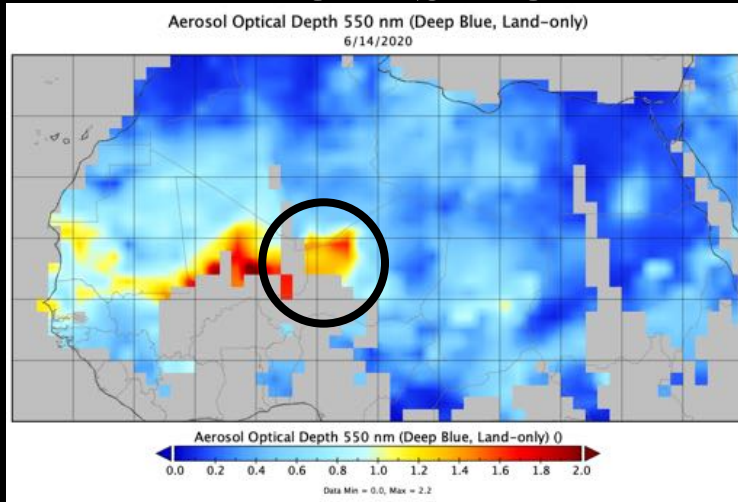 Aerosol Optical Depth 550 nm (Deep Blue, Land-only)
6/14/2020
Aerosol Optical Depth 550 nm (Deep Blue, Land-only) ()
0.0 0.2 0.4 0.6 0.8 1.0 1.2 1.4 1.6 1.8 2.0
Data Min = 0.0, Max = 2.2